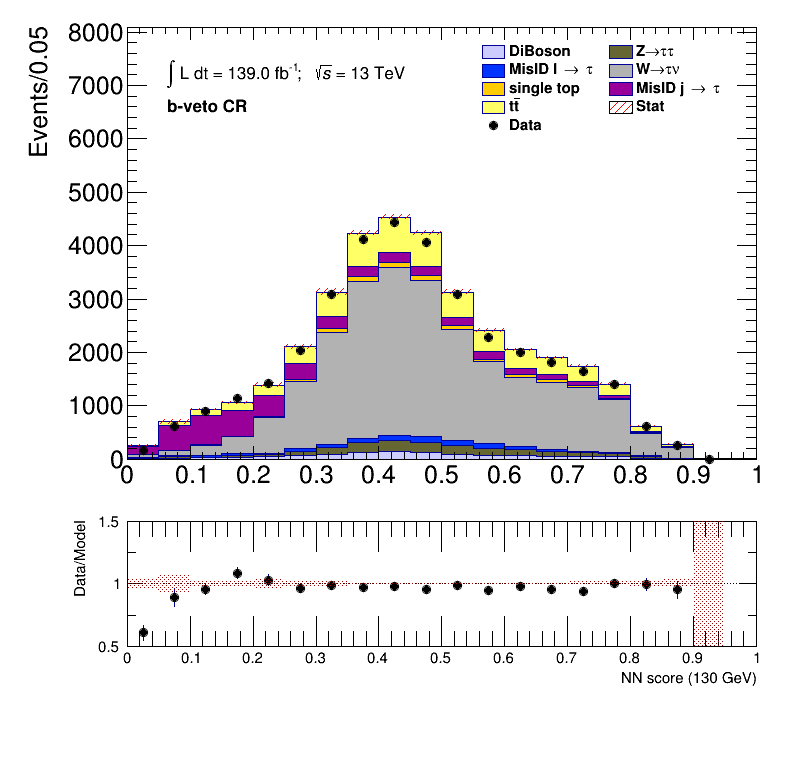 Events/0.05
8000
7000
6000
5000
4000
3000
2000
1000
0
∫ L dt = 139.0 fb⁻¹; √s = 13 TeV
b-veto CR
DiBoson
MisID l → τ
single top
tt̄
Data
Z→ττ
W→τν
MisID j → τ
Stat
0 0.1 0.2 0.3 0.4 0.5 0.6 0.7 0.8 0.9 1
Data/Model
1.5
1
0.5
0 0.1 0.2 0.3 0.4 0.5 0.6 0.7 0.8 0.9 1
NN score (130 GeV)